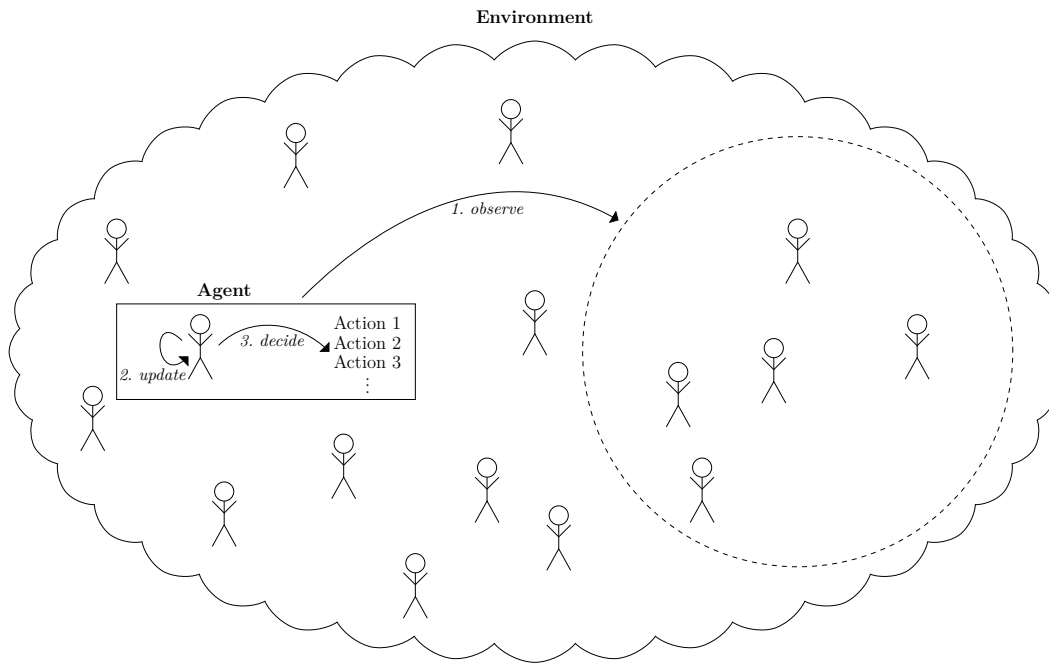 Environment
1. observe
Agent
Action 1
3. decide
Action 2
Action 3
2. update
⋮